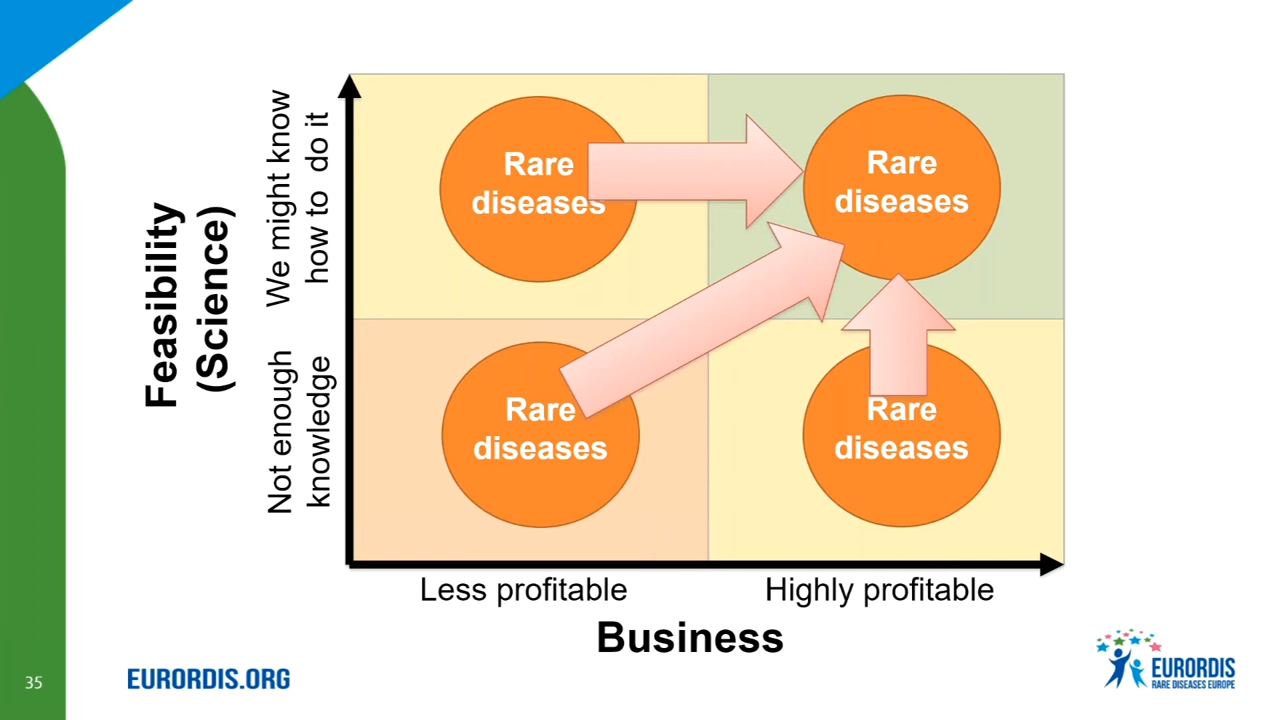 Feasibility
(Science)
We might know
how to do it
Not enough
knowledge
Rare
diseases
Rare
diseases
Rare
diseases
Rare
diseases
Less profitable
Highly profitable
Business
35
EURORDIS.ORG
EURORDIS
RARE DISEASES EUROPE